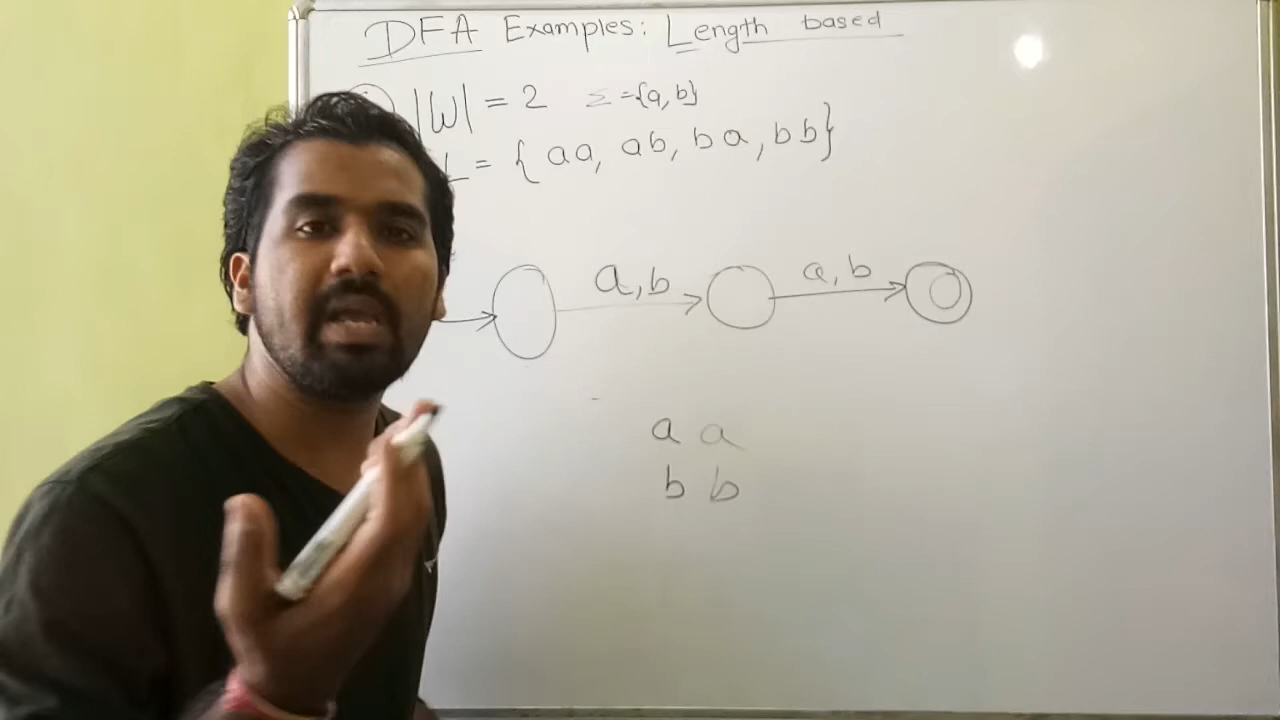 DFA Examples: Length based
|W| = 2 Σ = {a, b}
L = { aa, ab, ba, bb}
a, b a, b
a a
b b